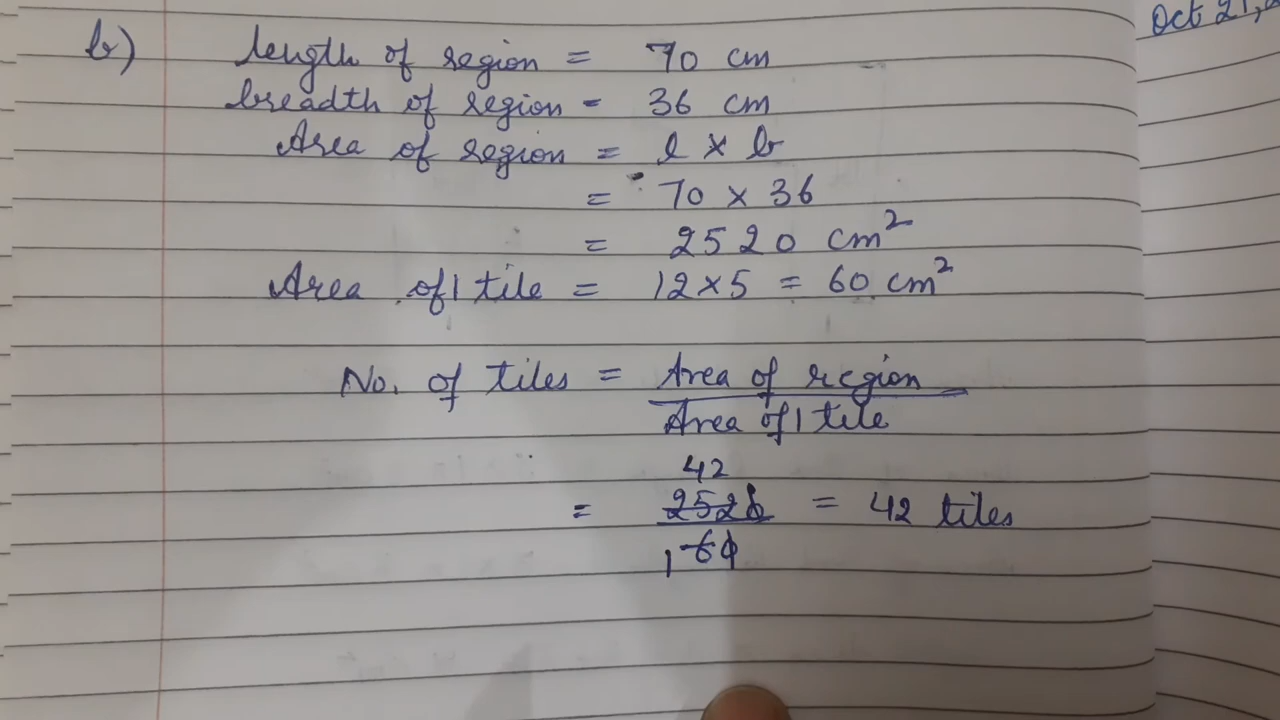 Oct 21,
b) length of region = 70 cm
breadth of region = 36 cm
Area of region = l × b
= 70 × 36
= 2520 cm²
Area of 1 tile = 12×5 = 60 cm²
No. of tiles = Area of region
Area of 1 tile
42
= 2520 = 42 tiles
1 60